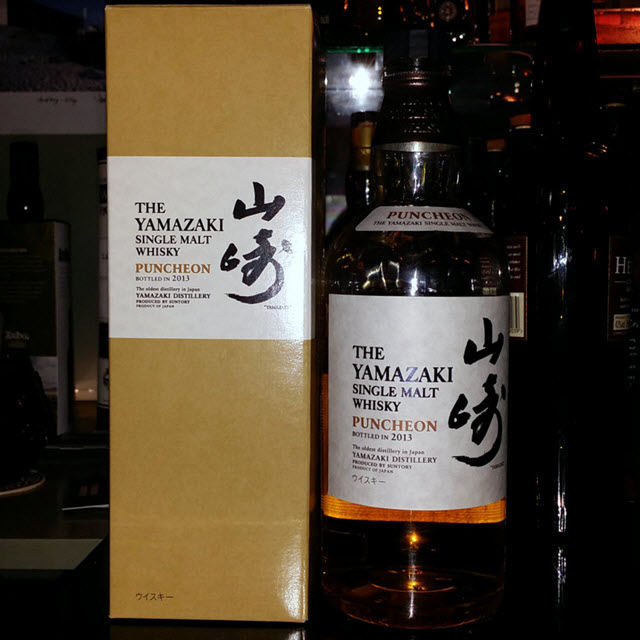 THE
YAMAZAKI
SINGLE MALT
WHISKY
PUNCHEON
BOTTLED IN 2013
The oldest distillery in Japan
YAMAZAKI DISTILLERY
PRODUCED BY SUNTORY
PRODUCT OF JAPAN
山崎
"YAMAZAKI"
ウイスキー
PUNCHEON
THE YAMAZAKI SINGLE MALT WHISKY
THE
YAMAZAKI
SINGLE MALT
WHISKY
PUNCHEON
BOTTLED IN 2013
The oldest distillery in Japan
YAMAZAKI DISTILLERY
PRODUCED BY SUNTORY
PRODUCT OF JAPAN
山崎
ウイスキー